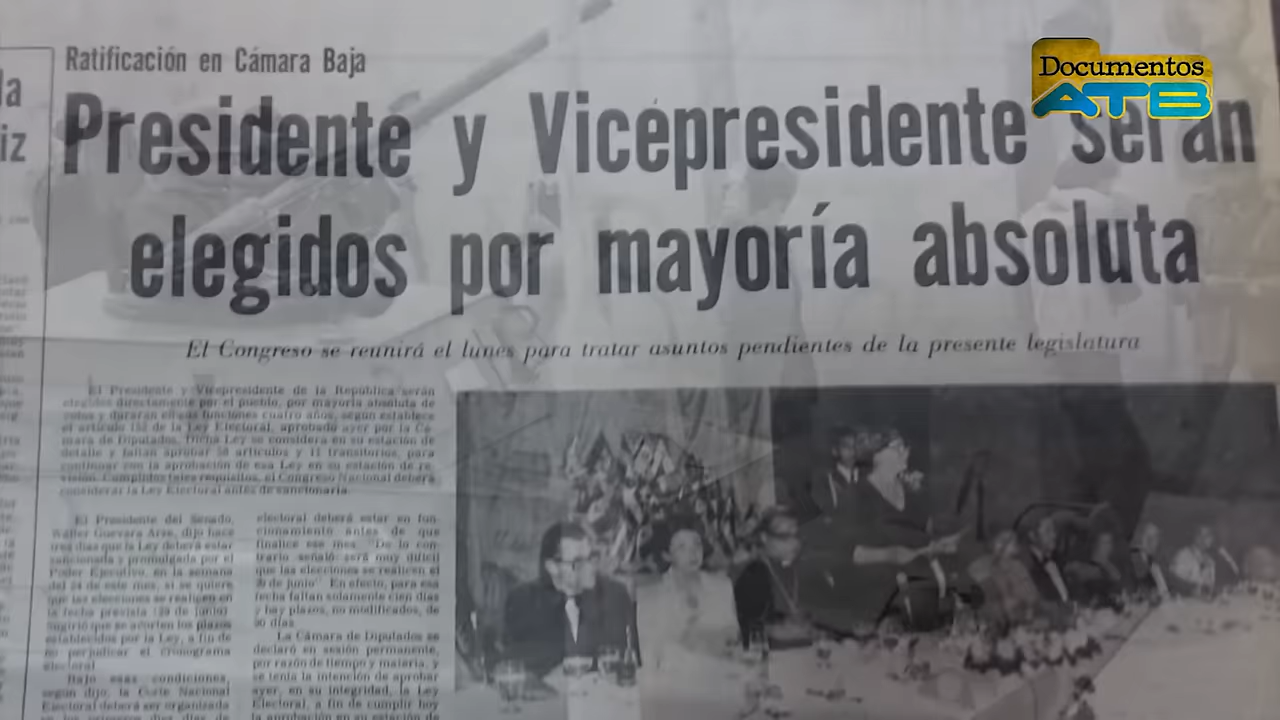 Ratificación en Cámara Baja
Documentos
ATB
la
iz
Presidente y Vicepresidente serán
elegidos por mayoría absoluta
El Congreso se reunirá el lunes para tratar asuntos pendientes de la presente legislatura
El Presidente y Vicepresidente de la República serán
elegidos directamente por el pueblo, por mayoría absoluta de
votos y durarán en sus funciones cuatro años, según establece
el artículo 152 de la Ley Electoral, aprobado ayer por la Cá-
mara de Diputados. Dicha Ley se considera en su estación de
detalle y faltan aprobar 58 artículos y 11 transitorios, para
continuar con la aprobación de esa Ley en su estación de re-
visión. Cumplidos tales requisitos, el Congreso Nacional deberá
considerar la Ley Electoral antes de sancionarla
El Presidente del Senado,
Wálter Guevara Arze, dijo hace
tres días que la Ley deberá estar
sancionada y promulgada por el
Poder Ejecutivo, en la semana
del 24 de este mes, si se quiere
que las elecciones se realicen en
la fecha prevista (29 de junio)
Sugirió que se acorten los plazos
establecidos por la Ley, a fin de
no perjudicar el cronograma
electoral
Bajo esas condiciones,
según dijo, la Corte Nacional
Electoral deberá ser organizada
en los primeros diez días de
electoral deberá estar en fun-
cionamiento antes de que
finalice ese mes. "De lo con-
trario señaló será muy difícil
que las elecciones se realicen el
29 de junio" En efecto, para esa
fecha faltan solamente cien días
y hay plazos, no modificados, de
90 días.
La Cámara de Diputados se
declaró en sesión permanente,
por razón de tiempo y materia, y
se tenía la intención de aprobar
ayer, en su integridad, la Ley
Electoral, a fin de cumplir hoy
la aprobación en su estación de